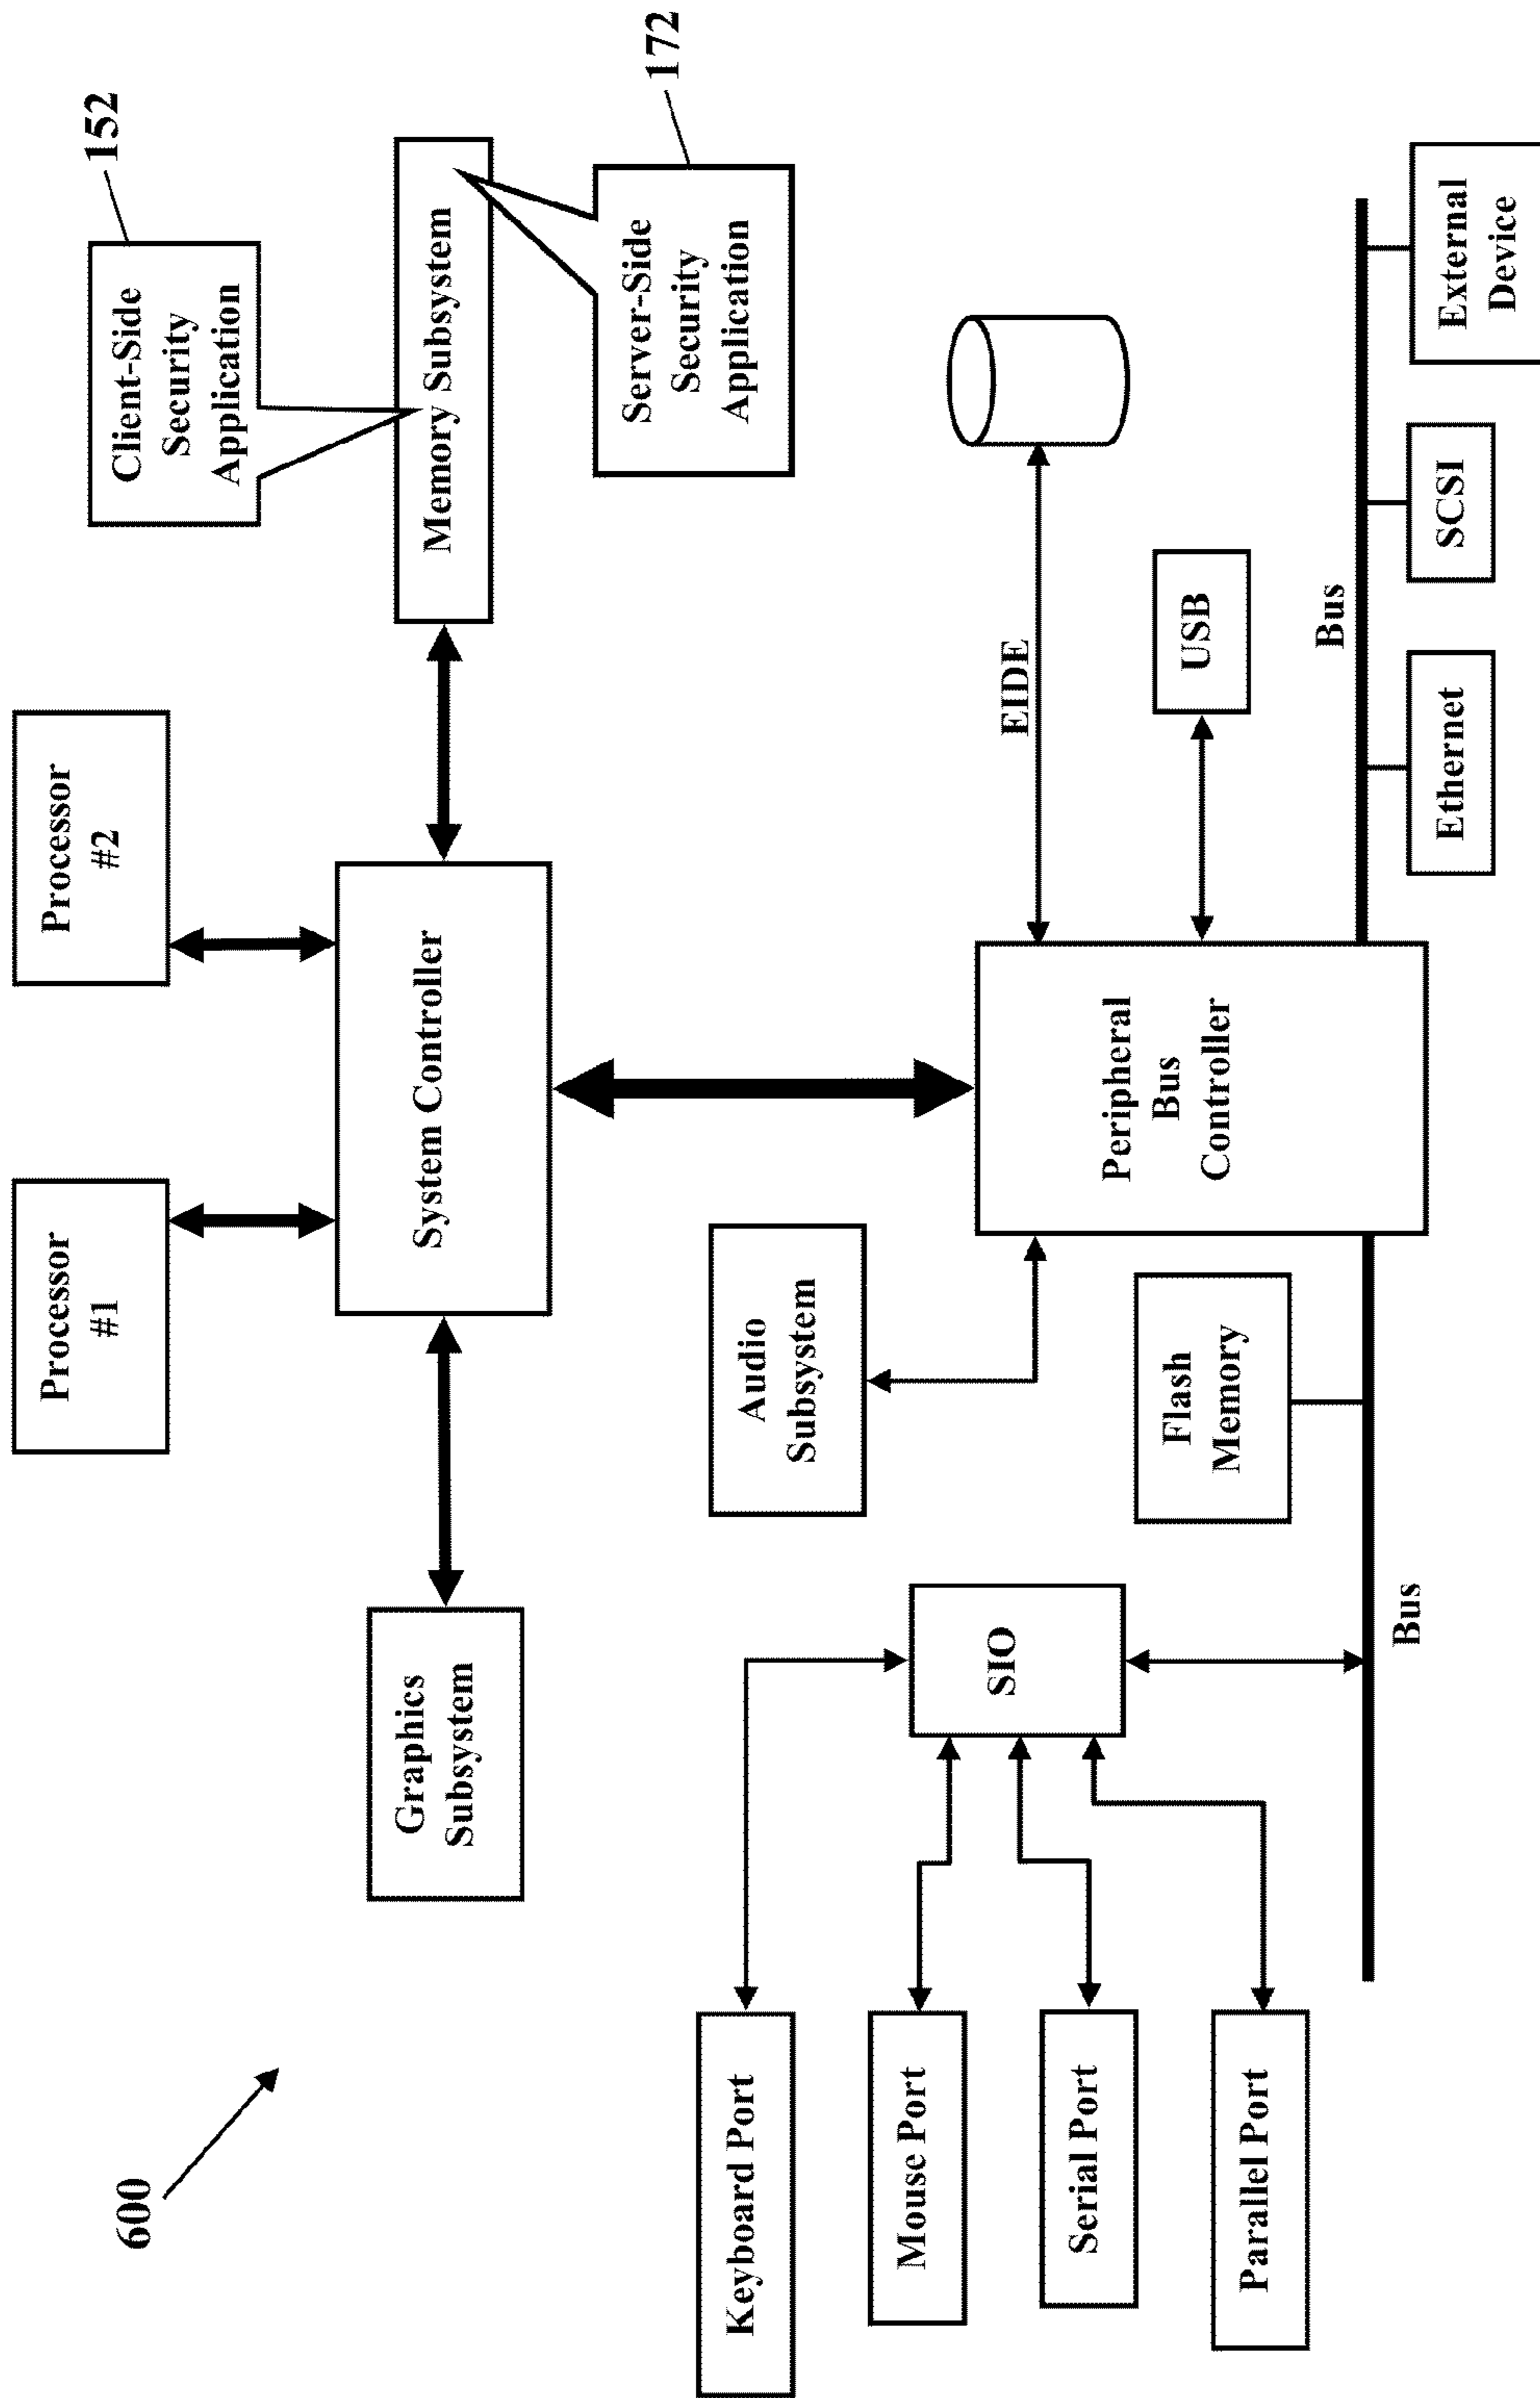 600
Processor
#1
Processor
#2
Client-Side
Security
Application
152
Graphics
Subsystem
System Controller
Memory Subsystem
Server-Side
Security
Application
172
Keyboard Port
Mouse Port
Serial Port
Parallel Port
SIO
Audio
Subsystem
Flash
Memory
Peripheral
Bus
Controller
EIDE
USB
Bus
Bus
Ethernet
SCSI
External
Device